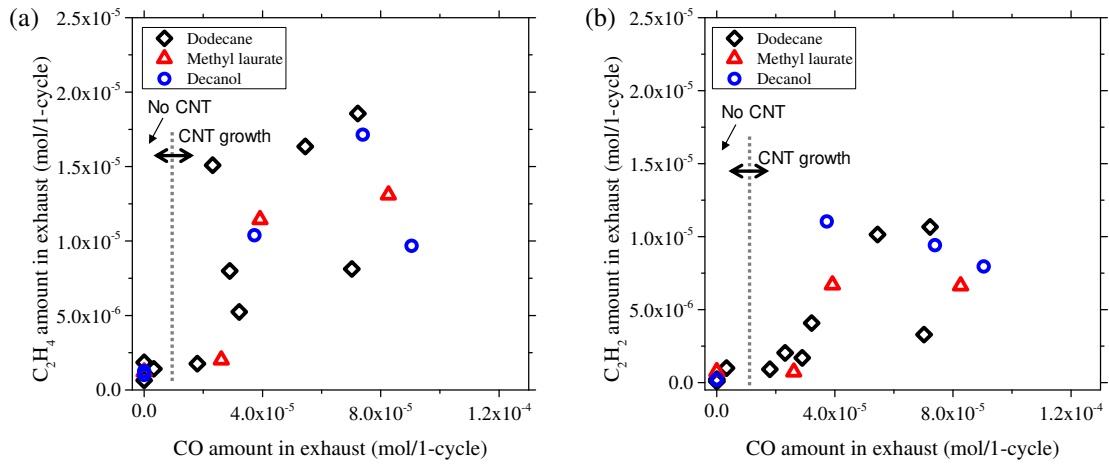 (a)
2.5x10⁻⁵
2.0x10⁻⁵
1.5x10⁻⁵
1.0x10⁻⁵
5.0x10⁻⁶
0.0
C₂H₄ amount in exhaust (mol/1-cycle)
Dodecane
Methyl laurate
Decanol
No CNT
CNT growth
0.0
4.0x10⁻⁵
8.0x10⁻⁵
1.2x10⁻⁴
CO amount in exhaust (mol/1-cycle)
(b)
2.5x10⁻⁵
2.0x10⁻⁵
1.5x10⁻⁵
1.0x10⁻⁵
5.0x10⁻⁶
0.0
C₂H₂ amount in exhaust (mol/1-cycle)
Dodecane
Methyl laurate
Decanol
No CNT
CNT growth
0.0
4.0x10⁻⁵
8.0x10⁻⁵
1.2x10⁻⁴
CO amount in exhaust (mol/1-cycle)